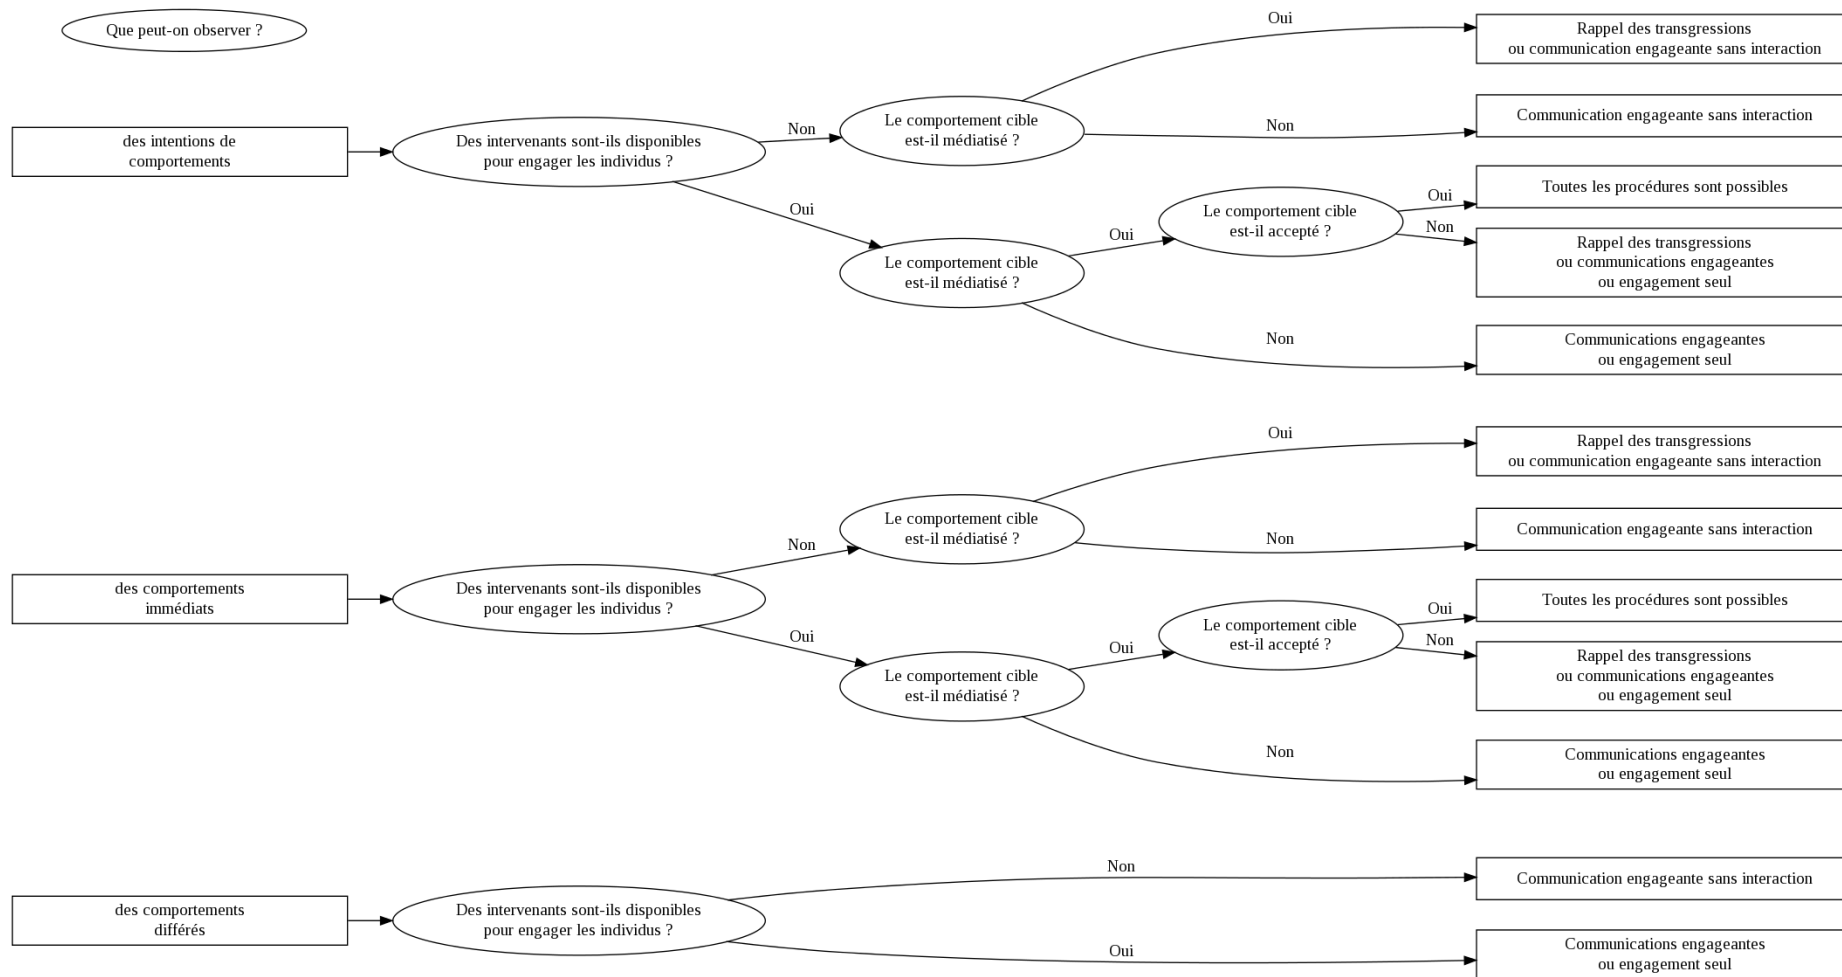 Que peut-on observer ?
Oui
Rappel des transgressions
ou communication engageante sans interaction
des intentions de
comportements
Des intervenants sont-ils disponibles
pour engager les individus ?
Non
Le comportement cible
est-il médiatisé ?
Non
Communication engageante sans interaction
Oui
Le comportement cible
est-il médiatisé ?
Oui
Le comportement cible
est-il accepté ?
Oui
Toutes les procédures sont possibles
Non
Rappel des transgressions
ou communications engageantes
ou engagement seul
Non
Communications engageantes
ou engagement seul
Oui
Rappel des transgressions
ou communication engageante sans interaction
des comportements
immédiats
Des intervenants sont-ils disponibles
pour engager les individus ?
Non
Le comportement cible
est-il médiatisé ?
Non
Communication engageante sans interaction
Oui
Le comportement cible
est-il médiatisé ?
Oui
Le comportement cible
est-il accepté ?
Oui
Toutes les procédures sont possibles
Non
Rappel des transgressions
ou communications engageantes
ou engagement seul
Non
Communications engageantes
ou engagement seul
des comportements
différés
Des intervenants sont-ils disponibles
pour engager les individus ?
Non
Communication engageante sans interaction
Oui
Communications engageantes
ou engagement seul